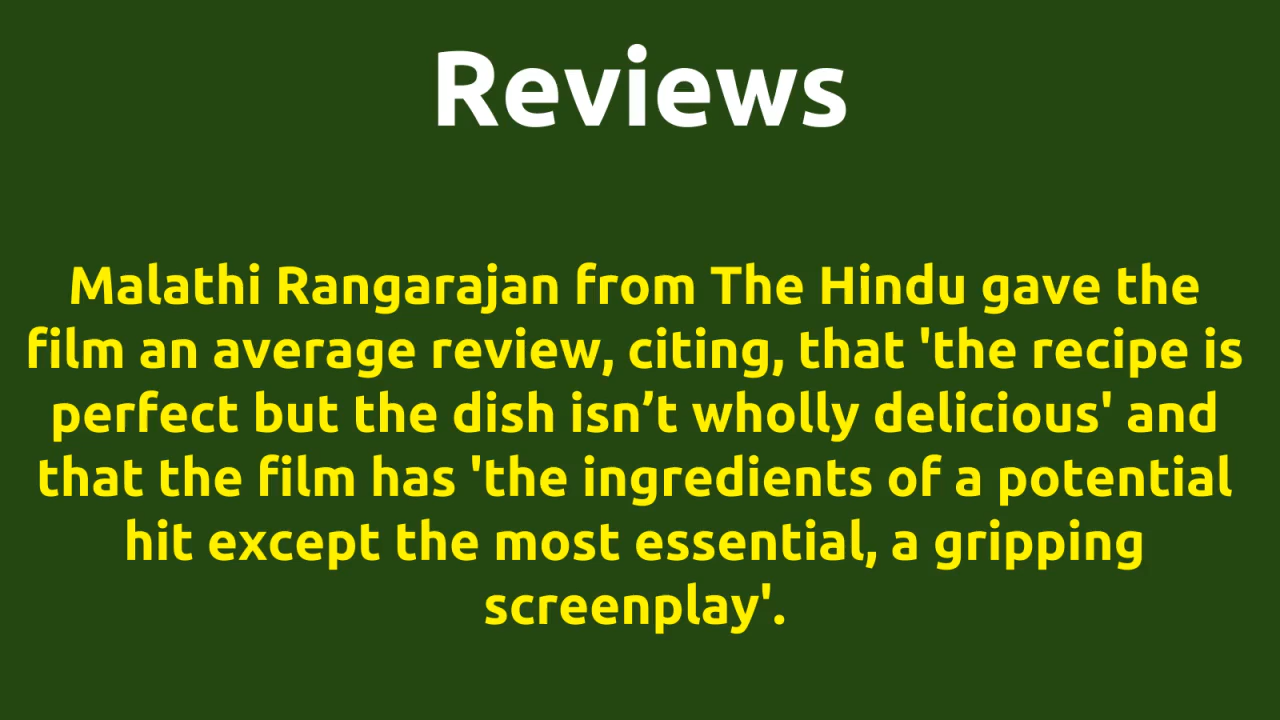 Reviews
Malathi Rangarajan from The Hindu gave the
film an average review, citing, that 'the recipe is
perfect but the dish isn’t wholly delicious' and
that the film has 'the ingredients of a potential
hit except the most essential, a gripping
screenplay'.